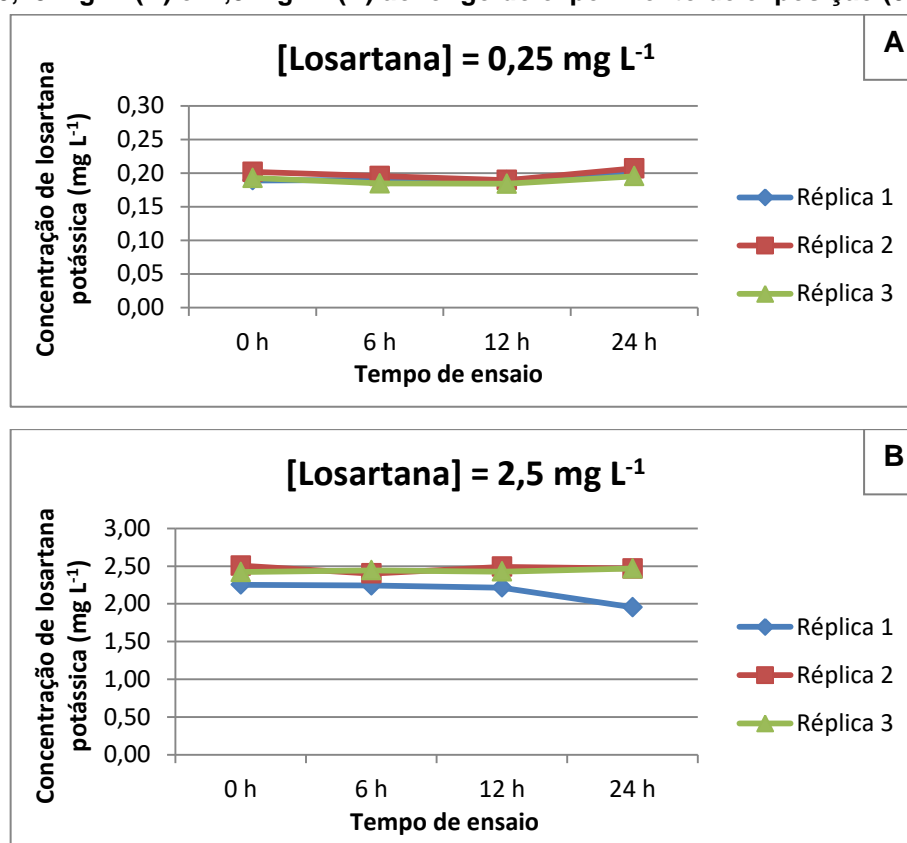 A
[Losartana] = 0,25 mg L-1
Concentração de losartana
potássica (mg L-1)
0,30
0,25
0,20
0,15
0,10
0,05
0,00
0 h 6 h 12 h 24 h
Tempo de ensaio
Réplica 1
Réplica 2
Réplica 3
B
[Losartana] = 2,5 mg L-1
Concentração de losartana
potássica (mg L-1)
3,00
2,50
2,00
1,50
1,00
0,50
0,00
0 h 6 h 12 h 24 h
Tempo de ensaio
Réplica 1
Réplica 2
Réplica 3